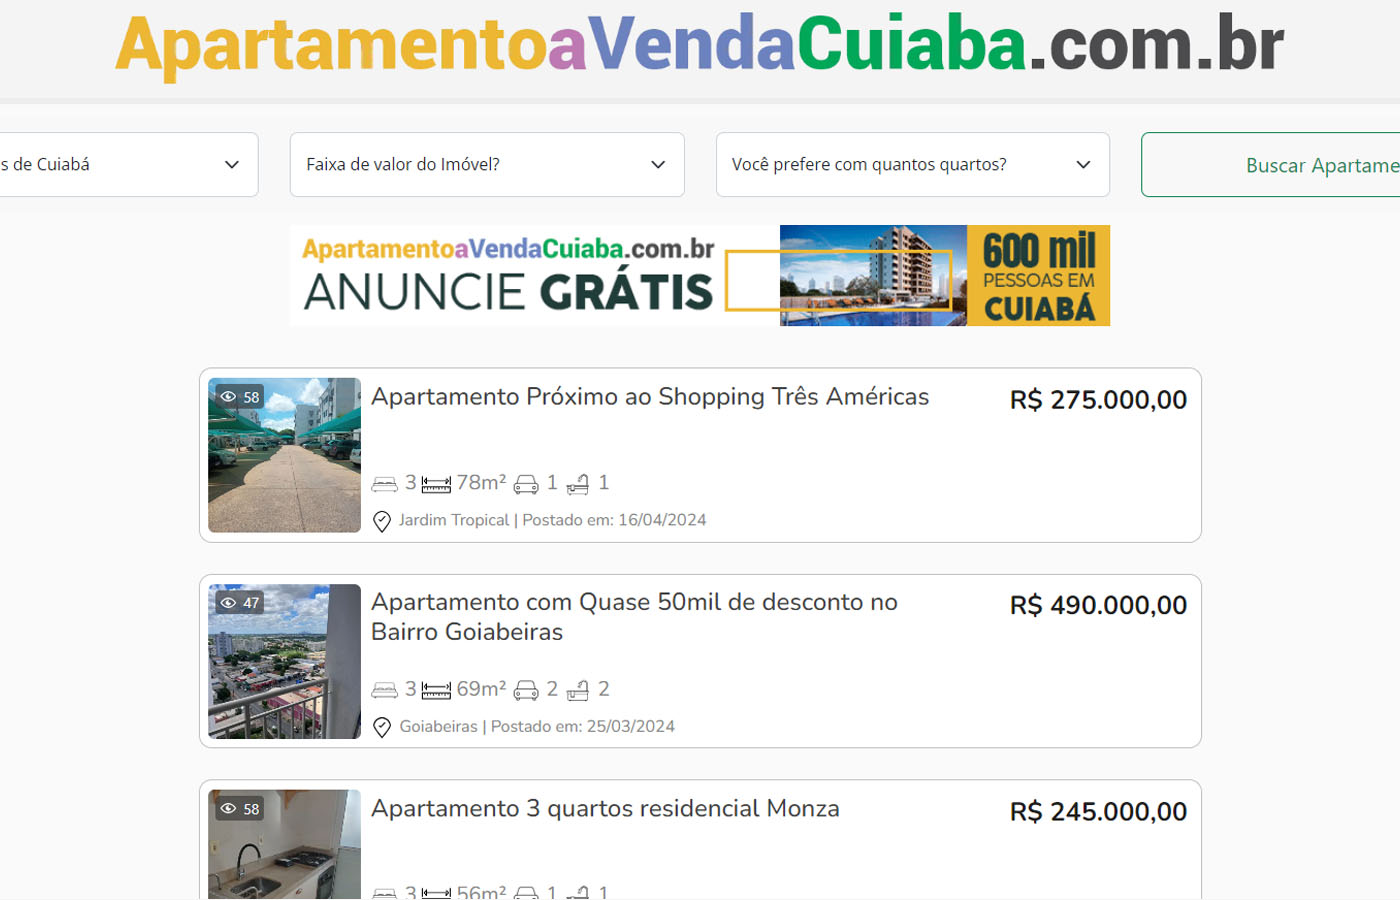 ApartamentoaVendaCuiaba.com.br
s de Cuiabá
Faixa de valor do Imóvel?
Você prefere com quantos quartos?
Buscar Apartame
ApartamentoaVendaCuiaba.com.br
ANUNCIE GRÁTIS
600 mil
PESSOAS EM
CUIABÁ
58
Apartamento Próximo ao Shopping Três Américas
R$ 275.000,00
3 78m² 1 1
Jardim Tropical | Postado em: 16/04/2024
47
Apartamento com Quase 50mil de desconto no
Bairro Goiabeiras
R$ 490.000,00
3 69m² 2 2
Goiabeiras | Postado em: 25/03/2024
58
Apartamento 3 quartos residencial Monza
R$ 245.000,00
3 56m² 1 1